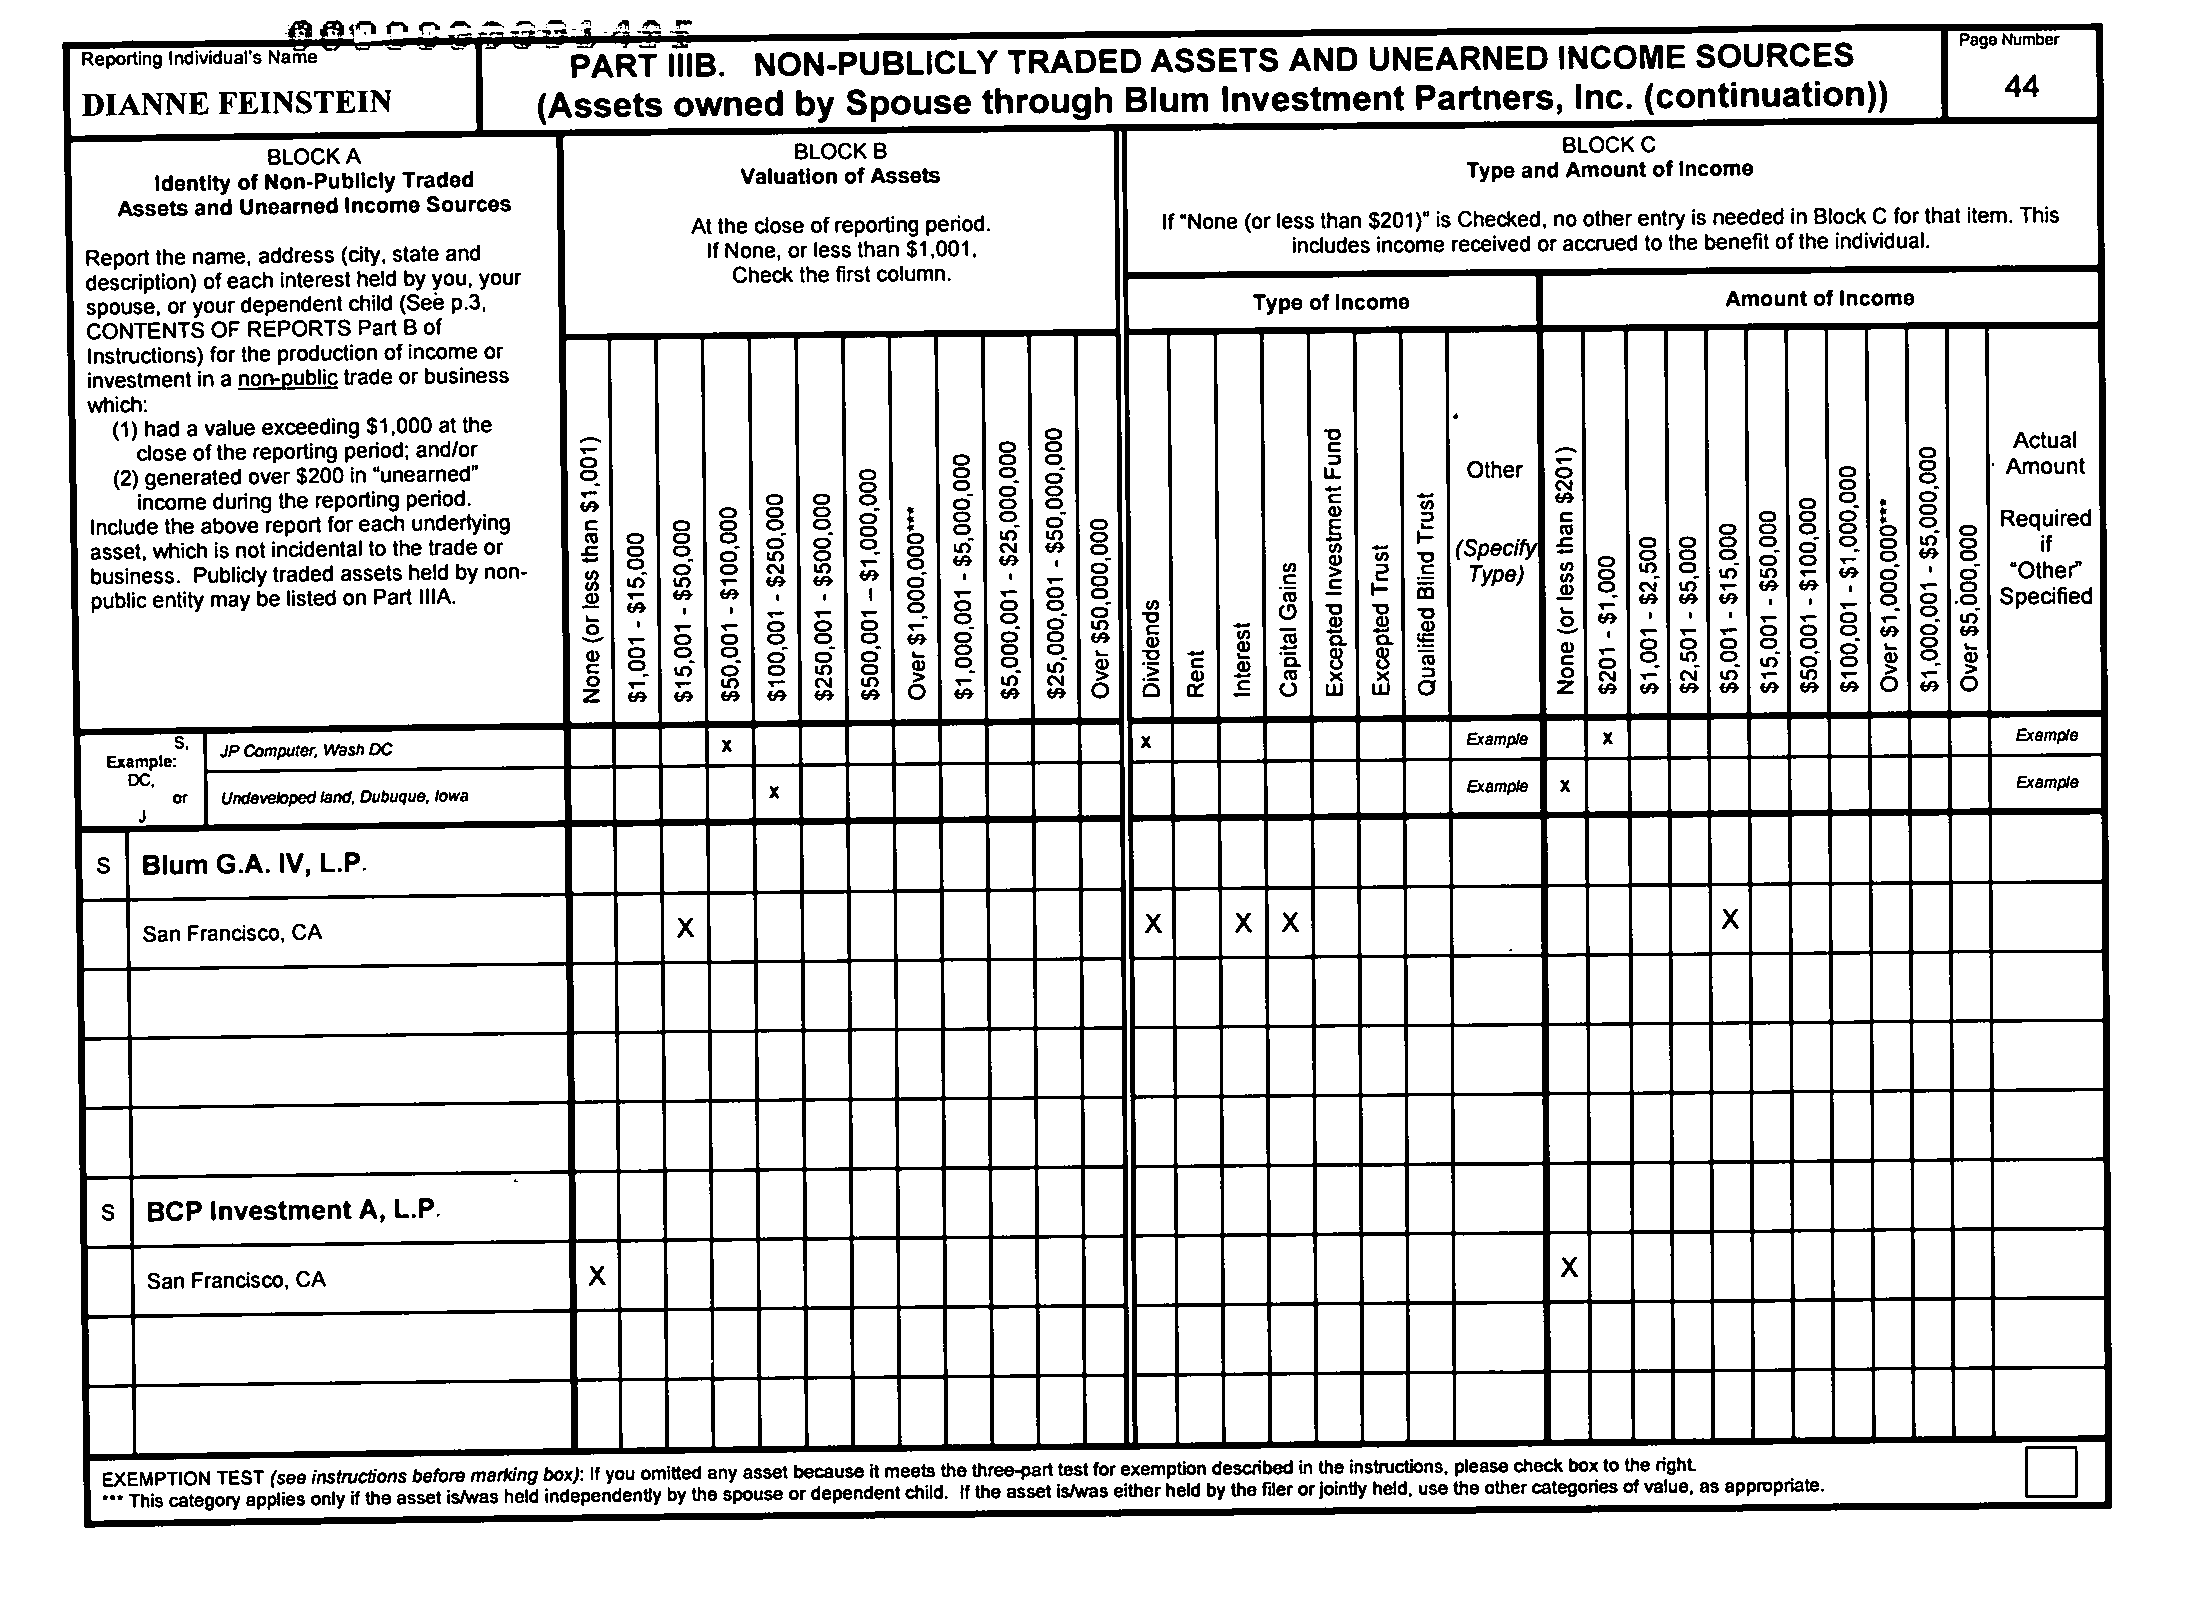 Reporting Individual's Name
DIANNE FEINSTEIN
PART IIIB. NON-PUBLICLY TRADED ASSETS AND UNEARNED INCOME SOURCES
(Assets owned by Spouse through Blum Investment Partners, Inc. (continuation))
Page Number
44
BLOCK A
Identity of Non-Publicly Traded
Assets and Unearned Income Sources
Report the name, address (city, state and
description) of each interest held by you, your
spouse, or your dependent child (See p.3,
CONTENTS OF REPORTS Part B of
Instructions) for the production of income or
investment in a non-public trade or business
which:
(1) had a value exceeding $1,000 at the
close of the reporting period; and/or
(2) generated over $200 in "unearned"
income during the reporting period.
Include the above report for each underlying
asset, which is not incidental to the trade or
business. Publicly traded assets held by non-
public entity may be listed on Part IIIA.
BLOCK B
Valuation of Assets
At the close of reporting period.
If None, or less than $1,001,
Check the first column.
None (or less than $1,001)
$1,001 - $15,000
$15,001 - $50,000
$50,001 - $100,000
$100,001 - $250,000
$250,001 - $500,000
$500,001 – $1,000,000
Over $1,000,000***
$1,000,001 - $5,000,000
$5,000,001 - $25,000,000
$25,000,001 - $50,000,000
Over $50,000,000
BLOCK C
Type and Amount of Income
If "None (or less than $201)" is Checked, no other entry is needed in Block C for that item. This
includes income received or accrued to the benefit of the individual.
Type of Income
Dividends
Rent
Interest
Capital Gains
Excepted Investment Fund
Excepted Trust
Qualified Blind Trust
Other
(Specify
Type)
Amount of Income
None (or less than $201)
$201 - $1,000
$1,001 - $2,500
$2,501 - $5,000
$5,001 - $15,000
$15,001 - $50,000
$50,001 - $100,000
$100,001 - $1,000,000
Over $1,000,000***
$1,000,001 - $5,000,000
Over $5,000,000
Actual
Amount
Required
if
"Other"
Specified
S,
Example:
DC,
or
J
JP Computer, Wash DC X X Example X Example
Undeveloped land, Dubuque, Iowa X Example X Example
S Blum G.A. IV, L.P.
San Francisco, CA X X X X X
S BCP Investment A, L.P.
San Francisco, CA X X
EXEMPTION TEST (see instructions before marking box): If you omitted any asset because it meets the three-part test for exemption described in the instructions, please check box to the right.
*** This category applies only if the asset is/was held independently by the spouse or dependent child. If the asset is/was either held by the filer or jointly held, use the other categories of value, as appropriate.